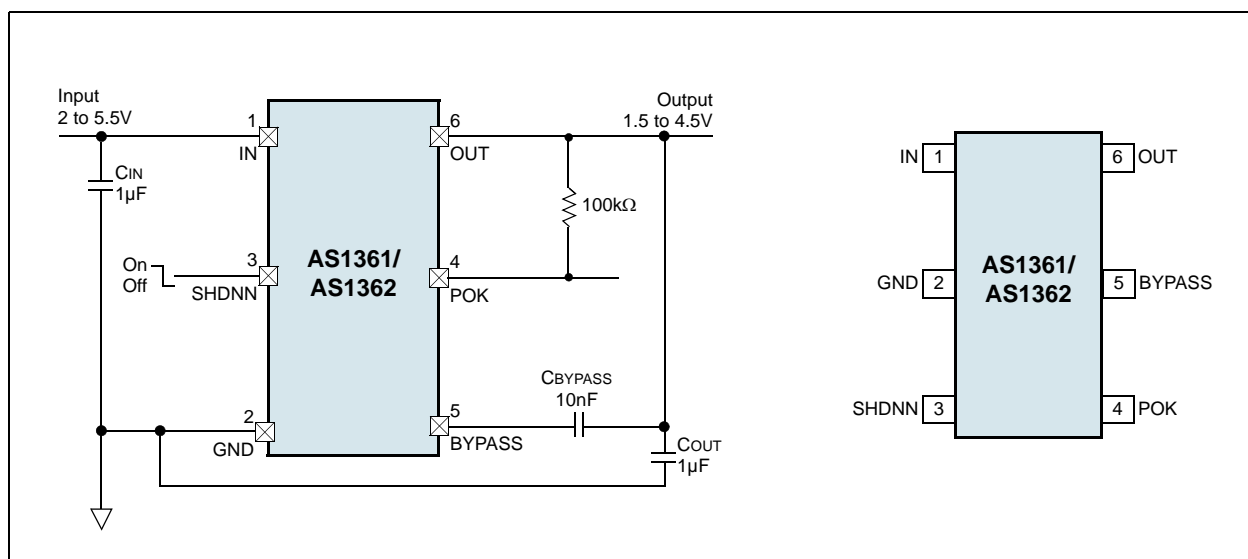 Input
2 to 5.5V
1
IN
6
OUT
Output
1.5 to 4.5V
CIN
1µF
100kΩ
On
Off
3
SHDNN
AS1361/
AS1362
4
POK
CBYPASS
10nF
2
GND
5
BYPASS
COUT
1µF
IN 1
6 OUT
GND 2
AS1361/
AS1362
5 BYPASS
SHDNN 3
4 POK